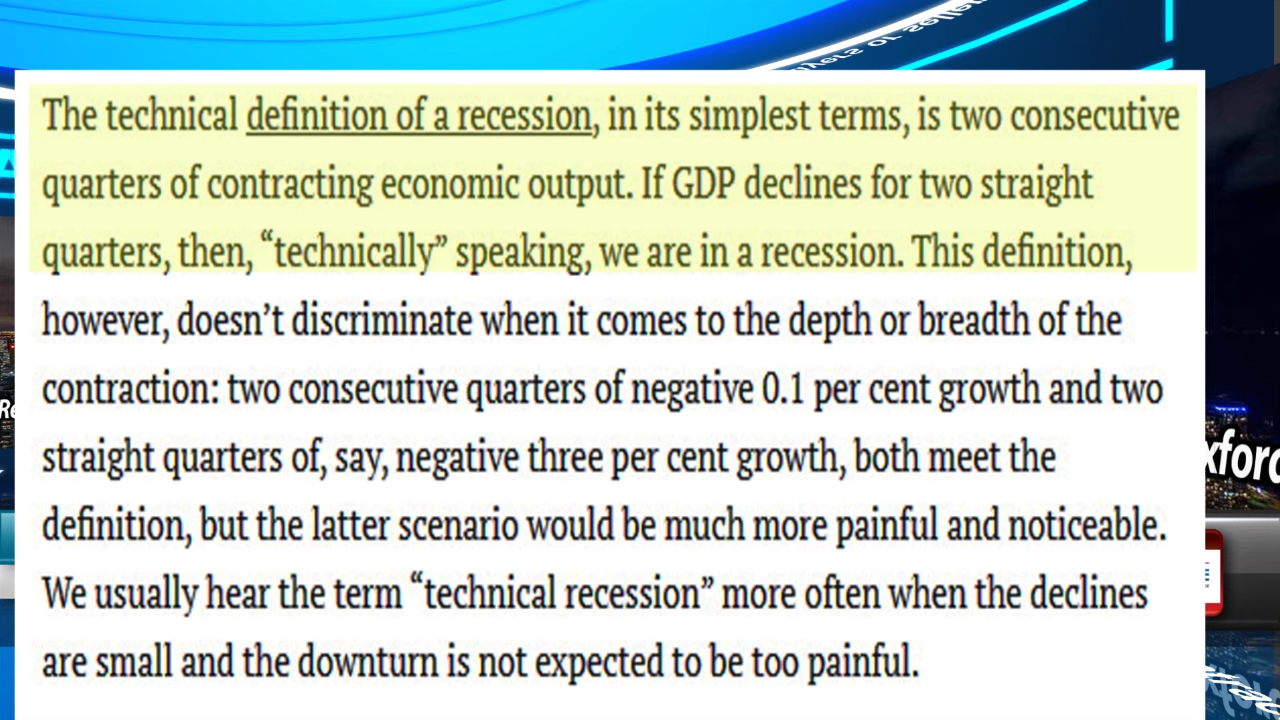 yers or seller
The technical definition of a recession, in its simplest terms, is two consecutive
quarters of contracting economic output. If GDP declines for two straight
quarters, then, “technically” speaking, we are in a recession. This definition,
however, doesn’t discriminate when it comes to the depth or breadth of the
contraction: two consecutive quarters of negative 0.1 per cent growth and two
straight quarters of, say, negative three per cent growth, both meet the
definition, but the latter scenario would be much more painful and noticeable.
We usually hear the term “technical recession” more often when the declines
are small and the downturn is not expected to be too painful.
Re
xford